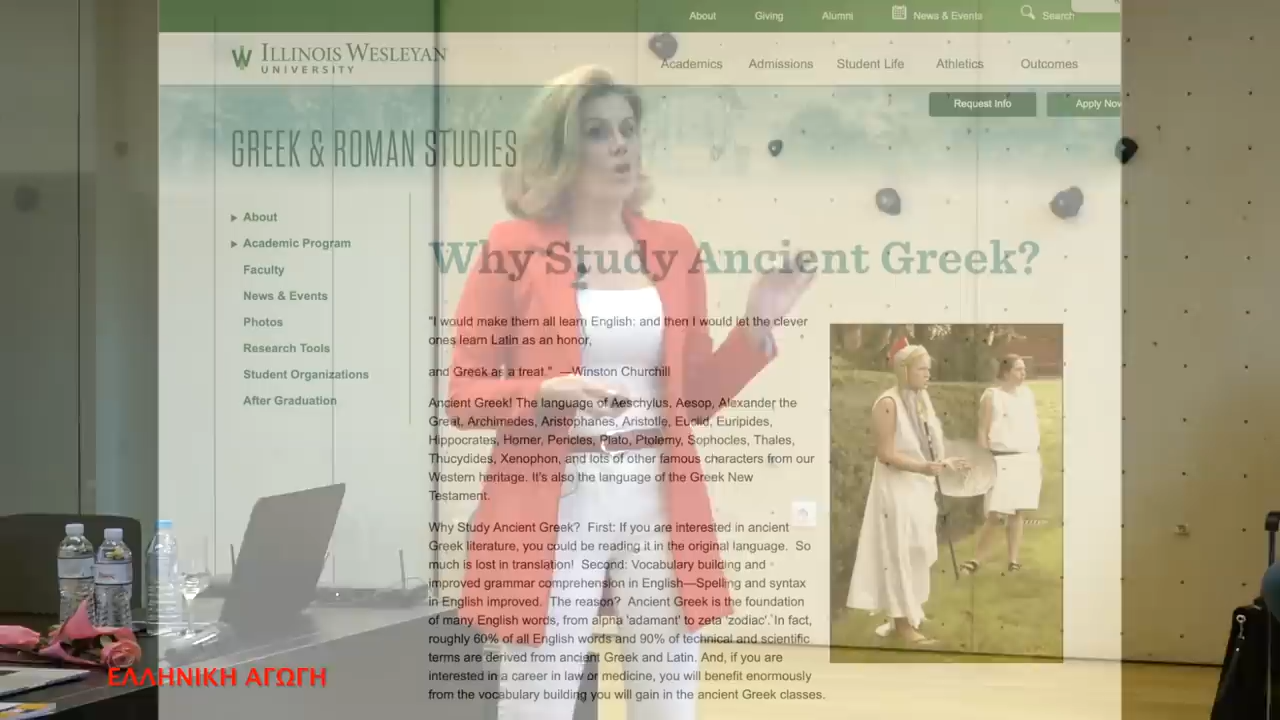 About Giving Alumni News & Events Search
ILLINOIS WESLEYAN
UNIVERSITY
Academics Admissions Student Life Athletics Outcomes
Request Info Apply Now
GREEK & ROMAN STUDIES
About
Academic Program
Faculty
News & Events
Photos
Research Tools
Student Organizations
After Graduation
Why Study Ancient Greek?
"I would make them all learn English: and then I would let the clever
ones learn Latin as an honor,
and Greek as a treat." —Winston Churchill
Ancient Greek! The language of Aeschylus, Aesop, Alexander the
Great, Archimedes, Aristophanes, Aristotle, Euclid, Euripides,
Hippocrates, Homer, Pericles, Plato, Ptolemy, Sophocles, Thales,
Thucydides, Xenophon, and lots of other famous characters from our
Western heritage. It's also the language of the Greek New
Testament.
Why Study Ancient Greek? First: If you are interested in ancient
Greek literature, you could be reading it in the original language. So
much is lost in translation! Second: Vocabulary building and
improved grammar comprehension in English—Spelling and syntax
in English improved. The reason? Ancient Greek is the foundation
of many English words, from alpha 'adamant' to zeta 'zodiac'. In fact,
roughly 60% of all English words and 90% of technical and scientific
terms are derived from ancient Greek and Latin. And, if you are
interested in a career in law or medicine, you will benefit enormously
from the vocabulary building you will gain in the ancient Greek classes.
ΕΛΛΗΝΙΚΗ ΑΓΩΓΗ